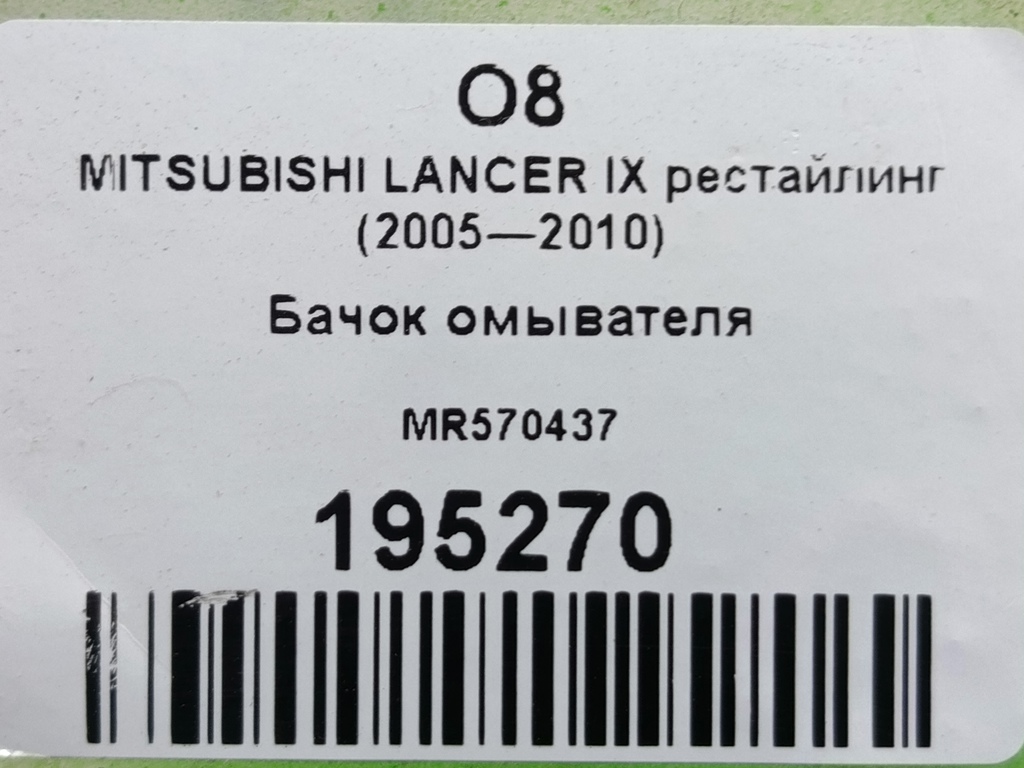 O8
MITSUBISHI LANCER IX рестайлинг
(2005—2010)
Бачок омывателя
MR570437
195270